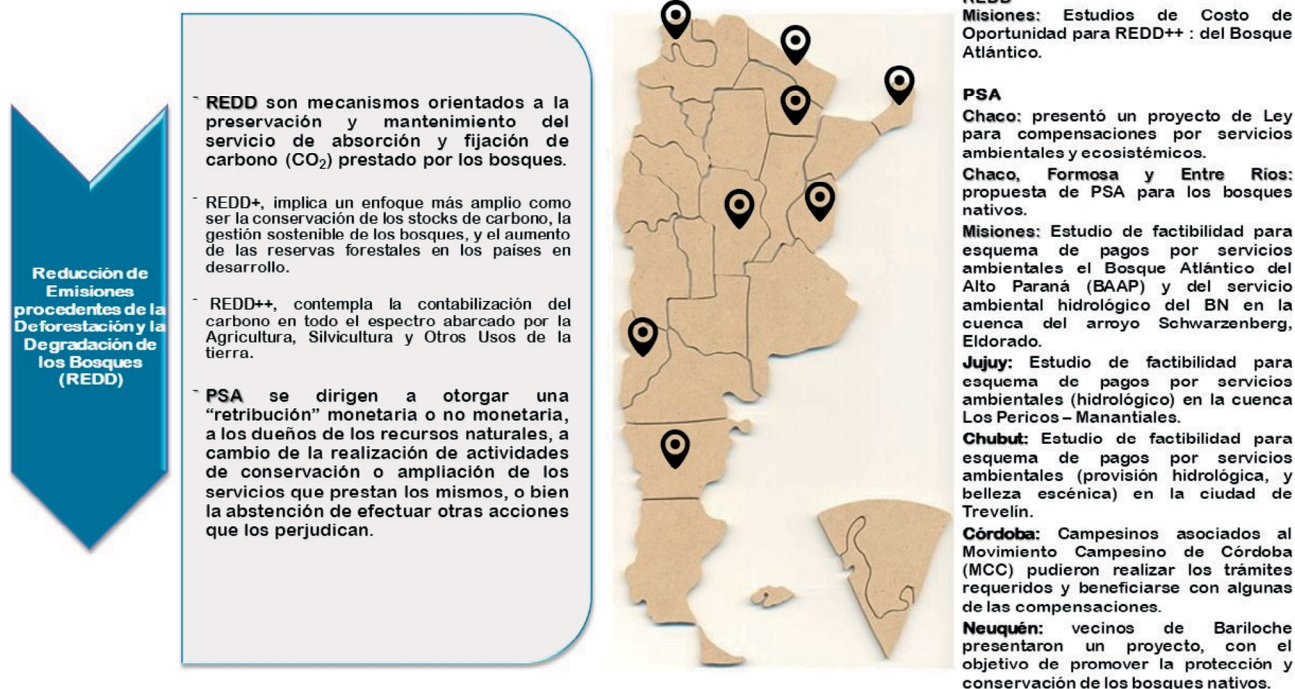 Reducción de
Emisiones
procedentes de la
Deforestación y la
Degradación de
los Bosques
(REDD)
- REDD son mecanismos orientados a la
preservación y mantenimiento del
servicio de absorción y fijación de
carbono (CO₂) prestado por los bosques.
- REDD+, implica un enfoque más amplio como
ser la conservación de los stocks de carbono, la
gestión sostenible de los bosques, y el aumento
de las reservas forestales en los países en
desarrollo.
- REDD++, contempla la contabilización del
carbono en todo el espectro abarcado por la
Agricultura, Silvicultura y Otros Usos de la
tierra.
- PSA se dirigen a otorgar una
“retribución” monetaria o no monetaria,
a los dueños de los recursos naturales, a
cambio de la realización de actividades
de conservación o ampliación de los
servicios que prestan los mismos, o bien
la abstención de efectuar otras acciones
que los perjudican.
REDD
Misiones: Estudios de Costo de
Oportunidad para REDD++ : del Bosque
Atlántico.
PSA
Chaco: presentó un proyecto de Ley
para compensaciones por servicios
ambientales y ecosistémicos.
Chaco, Formosa y Entre Ríos:
propuesta de PSA para los bosques
nativos.
Misiones: Estudio de factibilidad para
esquema de pagos por servicios
ambientales el Bosque Atlántico del
Alto Paraná (BAAP) y del servicio
ambiental hidrológico del BN en la
cuenca del arroyo Schwarzenberg,
Eldorado.
Jujuy: Estudio de factibilidad para
esquema de pagos por servicios
ambientales (hidrológico) en la cuenca
Los Pericos – Manantiales.
Chubut: Estudio de factibilidad para
esquema de pagos por servicios
ambientales (provisión hidrológica, y
belleza escénica) en la ciudad de
Trevelín.
Córdoba: Campesinos asociados al
Movimiento Campesino de Córdoba
(MCC) pudieron realizar los trámites
requeridos y beneficiarse con algunas
de las compensaciones.
Neuquén: vecinos de Bariloche
presentaron un proyecto, con el
objetivo de promover la protección y
conservación de los bosques nativos.